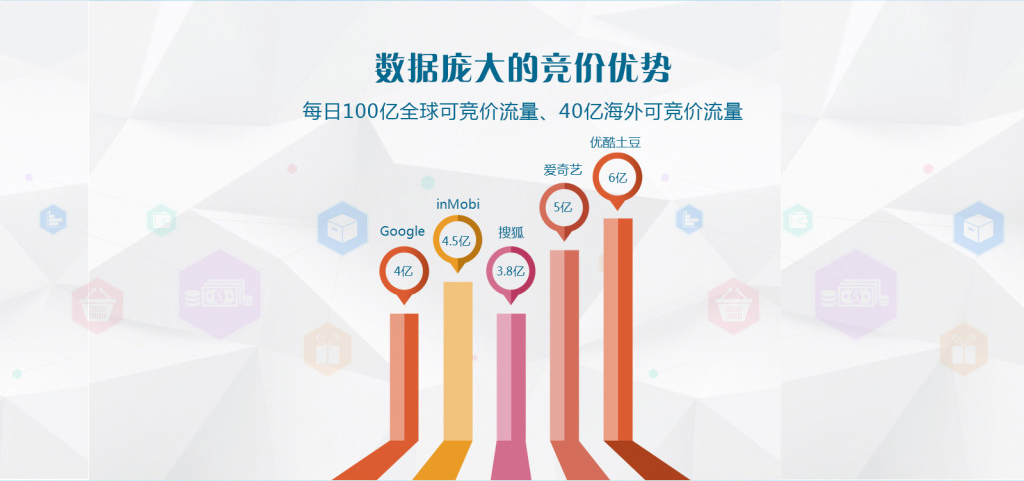 数据庞大的竞价优势
每日100亿全球可竞价流量、40亿海外可竞价流量
优酷土豆
6亿
爱奇艺
5亿
inMobi
4.5亿
Google
4亿
搜狐
3.8亿